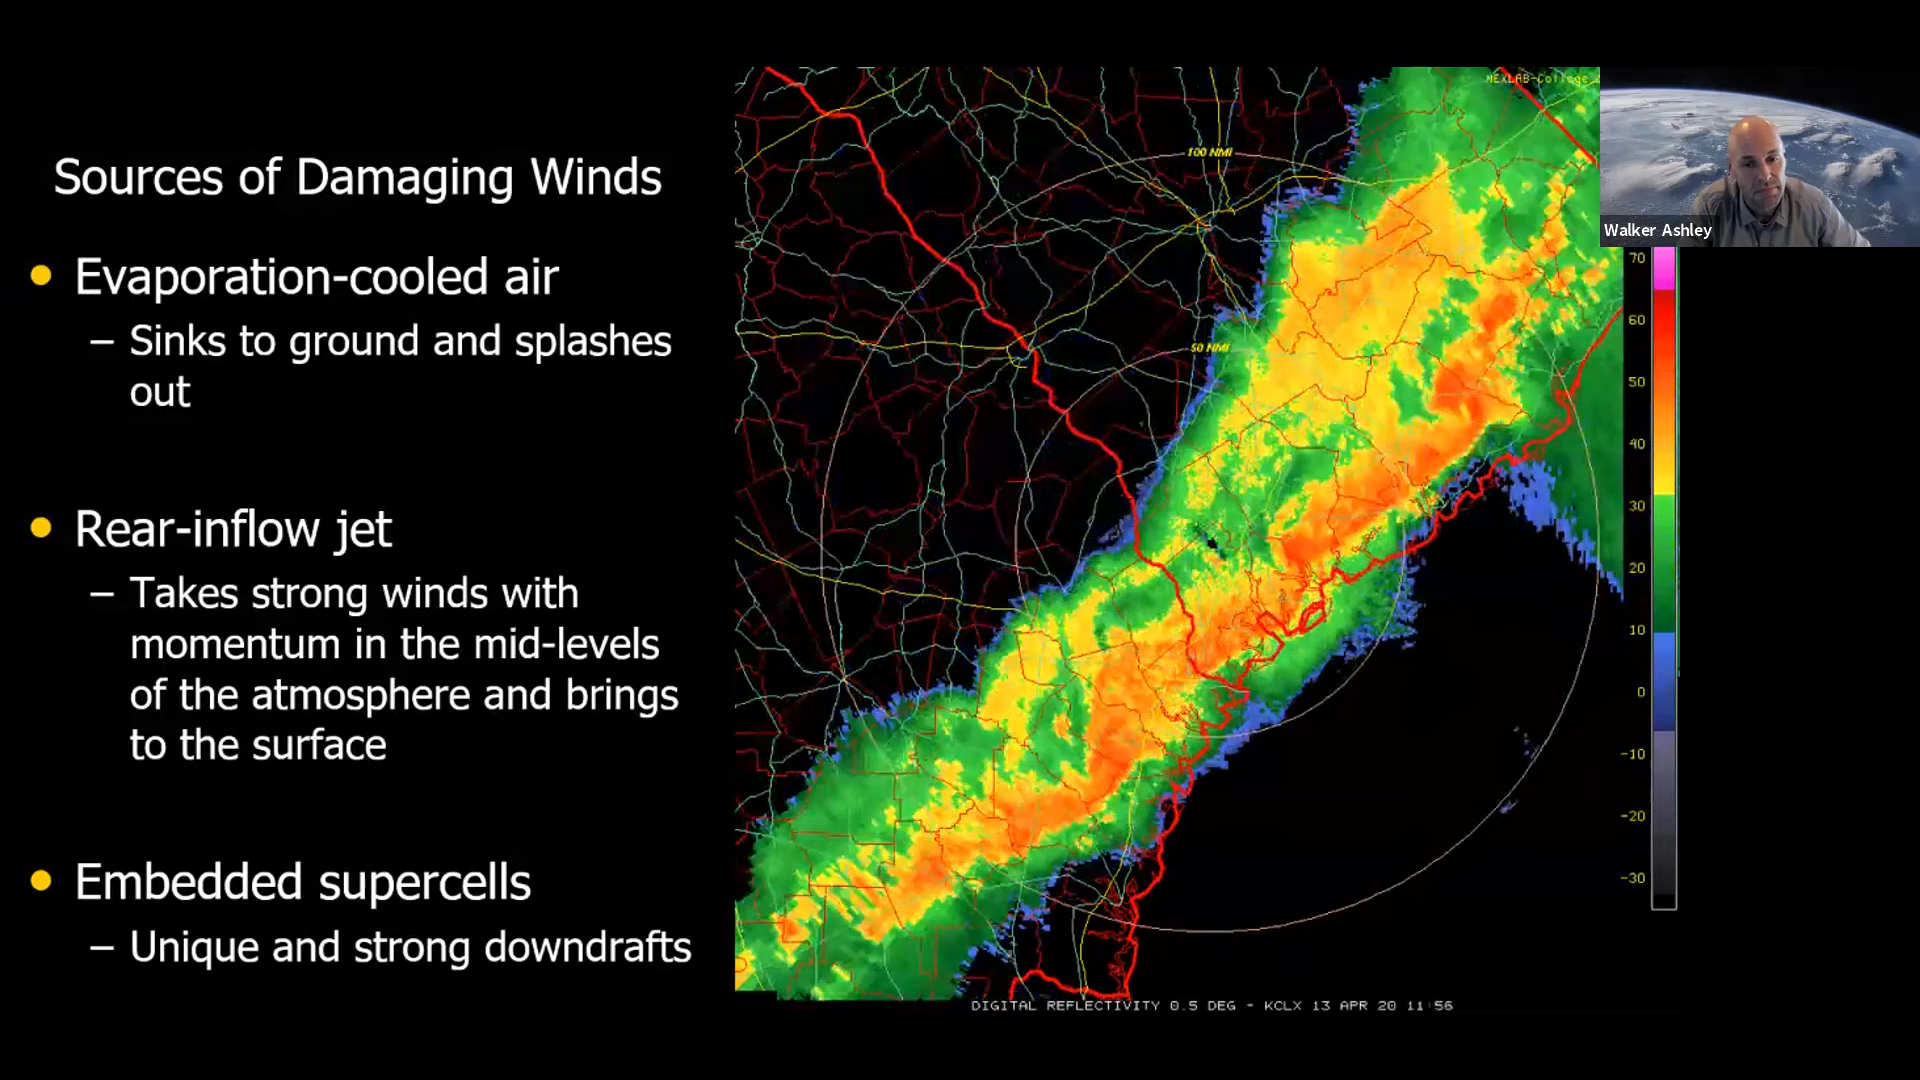 Sources of Damaging Winds
Evaporation-cooled air
– Sinks to ground and splashes
out
Rear-inflow jet
– Takes strong winds with
momentum in the mid-levels
of the atmosphere and brings
to the surface
Embedded supercells
– Unique and strong downdrafts
100 NMI
50 NMI
Walker Ashley
70
60
50
40
30
20
10
0
-10
-20
-30
DIGITAL REFLECTIVITY 0.5 DEG - KCLX 13 APR 20 11:56